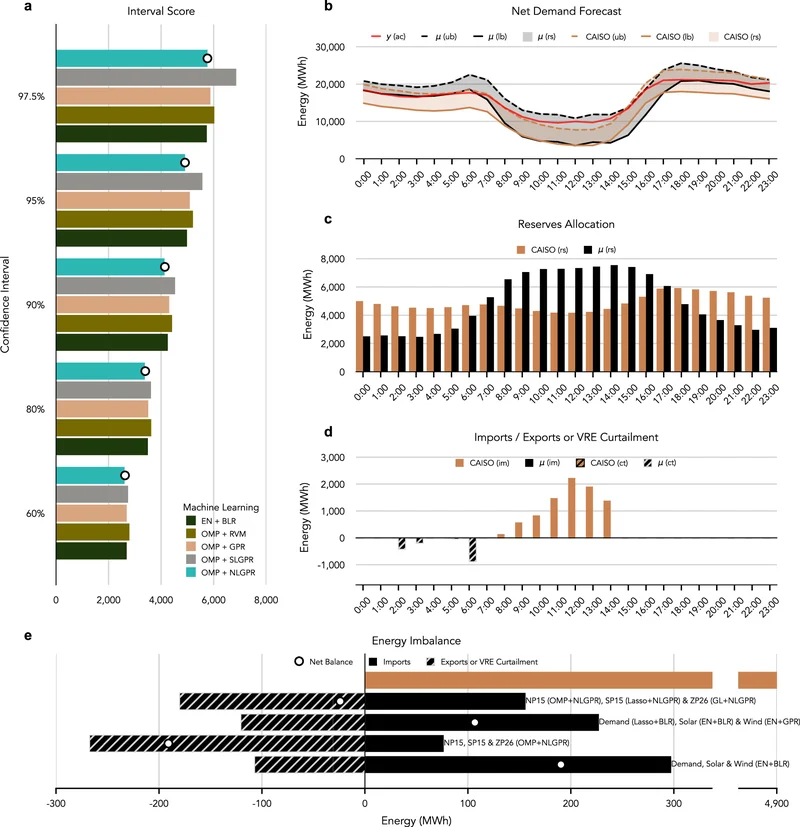 a
Interval Score
Confidence Interval
97.5%
95%
90%
80%
60%
Machine Learning
EN + BLR
OMP + RVM
OMP + GPR
OMP + SLGPR
OMP + NLGPR
0 2,000 4,000 6,000 8,000
b
Net Demand Forecast
y (ac) μ (ub) μ (lb) μ (rs) CAISO (ub) CAISO (lb) CAISO (rs)
Energy (MWh)
30,000
20,000
10,000
0
0:00 1:00 2:00 3:00 4:00 5:00 6:00 7:00 8:00 9:00 10:00 11:00 12:00 13:00 14:00 15:00 16:00 17:00 18:00 19:00 20:00 21:00 22:00 23:00
c
Reserves Allocation
CAISO (rs) μ (rs)
Energy (MWh)
8,000
6,000
4,000
2,000
0
0:00 1:00 2:00 3:00 4:00 5:00 6:00 7:00 8:00 9:00 10:00 11:00 12:00 13:00 14:00 15:00 16:00 17:00 18:00 19:00 20:00 21:00 22:00 23:00
d
Imports / Exports or VRE Curtailment
CAISO (im) μ (im) CAISO (ct) μ (ct)
Energy (MWh)
3,000
2,000
1,000
0
-1,000
0:00 1:00 2:00 3:00 4:00 5:00 6:00 7:00 8:00 9:00 10:00 11:00 12:00 13:00 14:00 15:00 16:00 17:00 18:00 19:00 20:00 21:00 22:00 23:00
e
Energy Imbalance
Net Balance Imports Exports or VRE Curtailment
NP15 (OMP+NLGPR), SP15 (Lasso+NLGPR) & ZP26 (GL+NLGPR)
Demand (Lasso+BLR), Solar (EN+BLR) & Wind (EN+GPR)
NP15, SP15 & ZP26 (OMP+NLGPR)
Demand, Solar & Wind (EN+BLR)
-300 -200 -100 0 100 200 300 4,900
Energy (MWh)